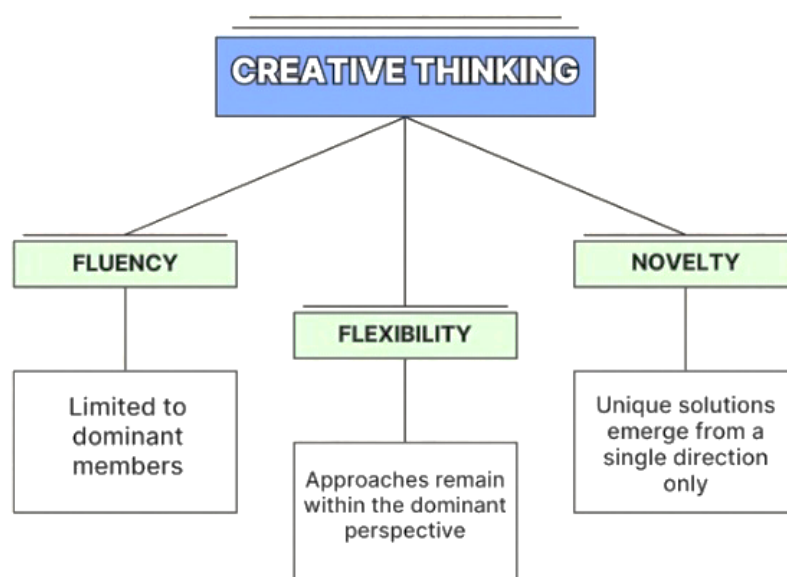 CREATIVE THINKING
FLUENCY
Limited to
dominant
members
FLEXIBILITY
Approaches remain
within the dominant
perspective
NOVELTY
Unique solutions
emerge from a
single direction
only